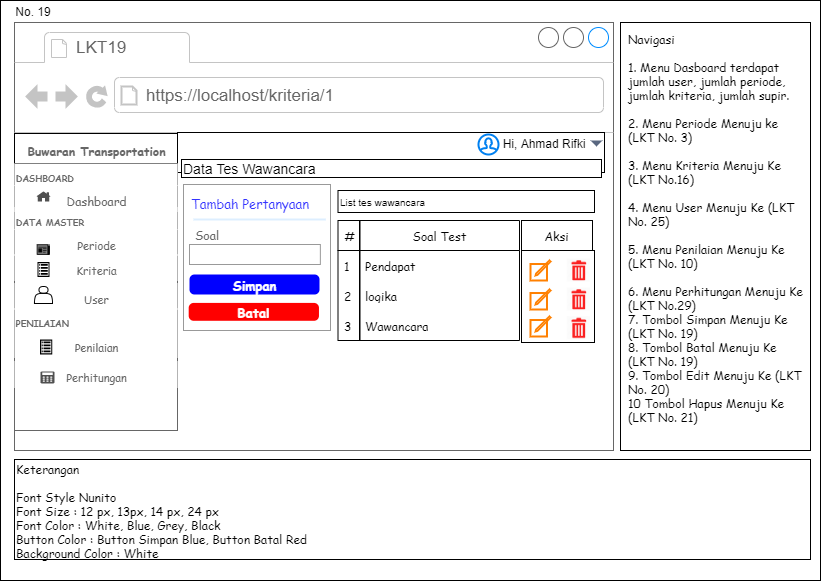 No. 19
LKT19
https://localhost/kriteria/1
Buwaran Transportation
Hi, Ahmad Rifki
Data Tes Wawancara
DASHBOARD
Dashboard
DATA MASTER
Periode
Kriteria
User
PENILAIAN
Penilaian
Perhitungan
Tambah Pertanyaan
Soal
Simpan
Batal
List tes wawancara
# Soal Test Aksi
1 Pendapat
2 logika
3 Wawancara
Navigasi
1. Menu Dasboard terdapat
jumlah user, jumlah periode,
jumlah kriteria, jumlah supir.
2. Menu Periode Menuju ke
(LKT No. 3)
3. Menu Kriteria Menuju Ke
(LKT No.16)
4. Menu User Menuju Ke (LKT
No. 25)
5. Menu Penilaian Menuju Ke
(LKT No. 10)
6. Menu Perhitungan Menuju Ke
(LKT No.29)
7. Tombol Simpan Menuju Ke
(LKT No. 19)
8. Tombol Batal Menuju Ke
(LKT No. 19)
9. Tombol Edit Menuju Ke (LKT
No. 20)
10 Tombol Hapus Menuju Ke
(LKT No. 21)
Keterangan
Font Style Nunito
Font Size : 12 px, 13px, 14 px, 24 px
Font Color : White, Blue, Grey, Black
Button Color : Button Simpan Blue, Button Batal Red
Background Color : White